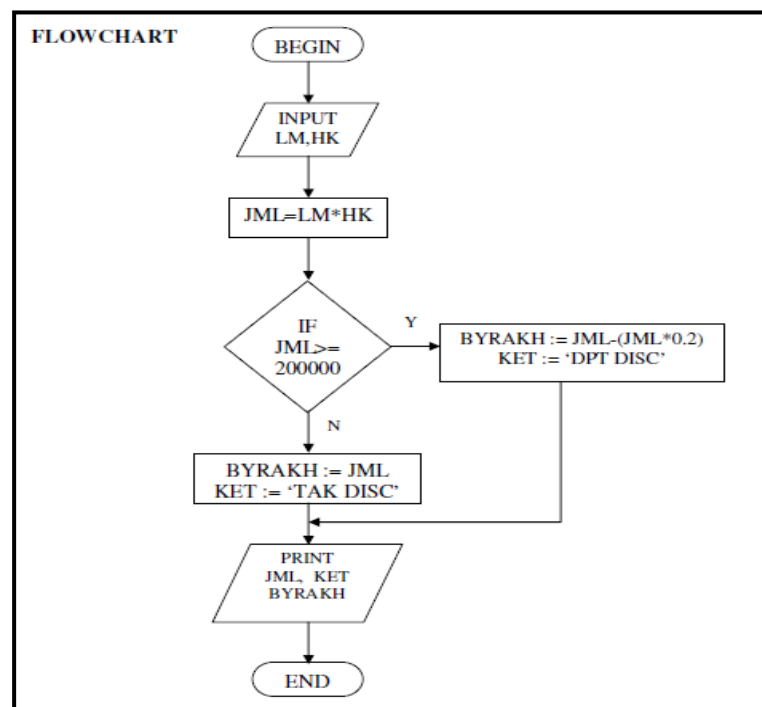 FLOWCHART
BEGIN
INPUT
LM,HK
JML=LM*HK
IF
JML>=
200000
Y
BYRAKH := JML-(JML*0.2)
KET := ‘DPT DISC’
N
BYRAKH := JML
KET := ‘TAK DISC’
PRINT
JML, KET
BYRAKH
END